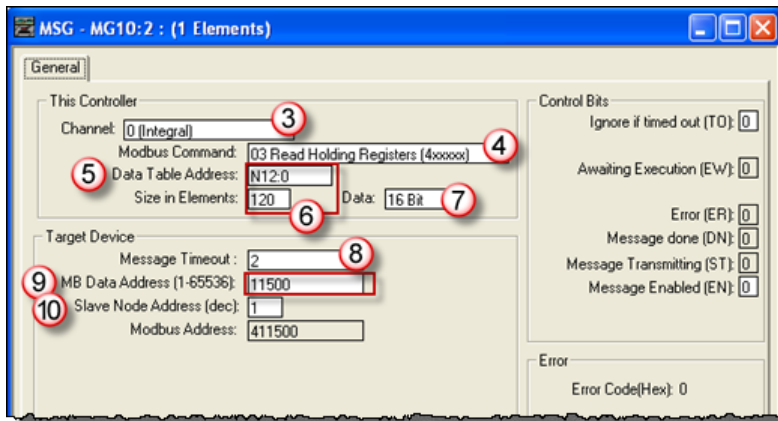 MSG - MG10:2 : (1 Elements)
General
This Controller
Channel: 0 (Integral) 3
Modbus Command: 03 Read Holding Registers (4xxxxx) 4
5 Data Table Address: N12:0
Size in Elements: 120 6 Data: 16 Bit 7
Target Device
Message Timeout : 2 8
9 MB Data Address (1-65536): 11500
10 Slave Node Address (dec): 1
Modbus Address: 411500
Control Bits
Ignore if timed out (TO): 0
Awaiting Execution (EW): 0
Error (ER): 0
Message done (DN): 0
Message Transmitting (ST): 0
Message Enabled (EN): 0
Error
Error Code(Hex): 0